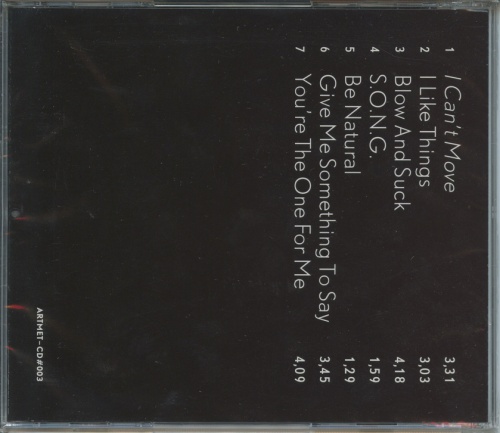 1 I Can't Move 3,31
2 I Like Things 3,03
3 Blow And Suck 4,18
4 S.O.N.G. 1,59
5 Be Natural 1,29
6 Give Me Something To Say 3,45
7 You're The One For Me 4,09
ARTMET-CD#003